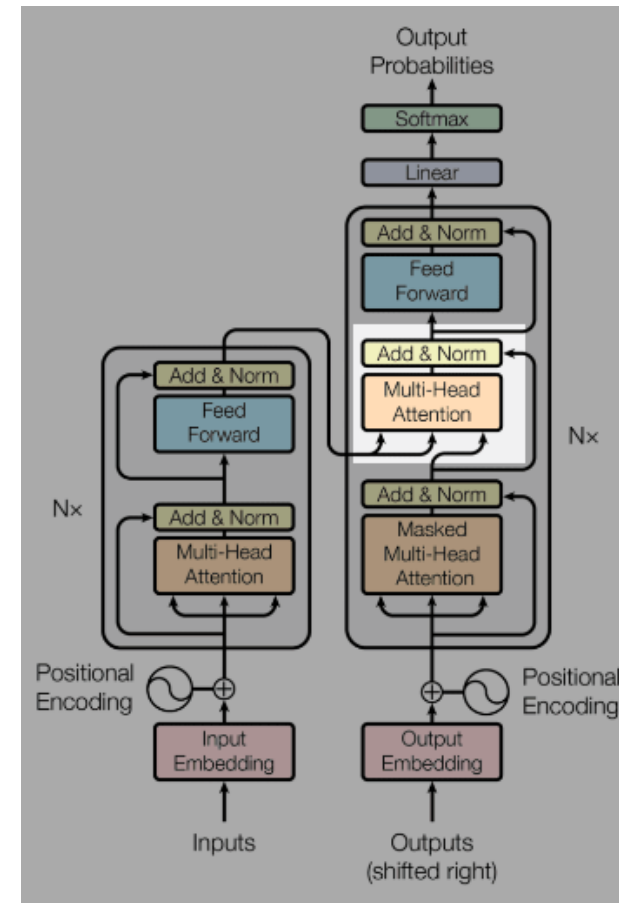 Output
Probabilities
Softmax
Linear
Add & Norm
Feed
Forward
Add & Norm
Multi-Head
Attention
Add & Norm
Masked
Multi-Head
Attention
Nx
Add & Norm
Feed
Forward
Add & Norm
Multi-Head
Attention
Nx
Positional
Encoding
Positional
Encoding
Input
Embedding
Output
Embedding
Inputs
Outputs
(shifted right)